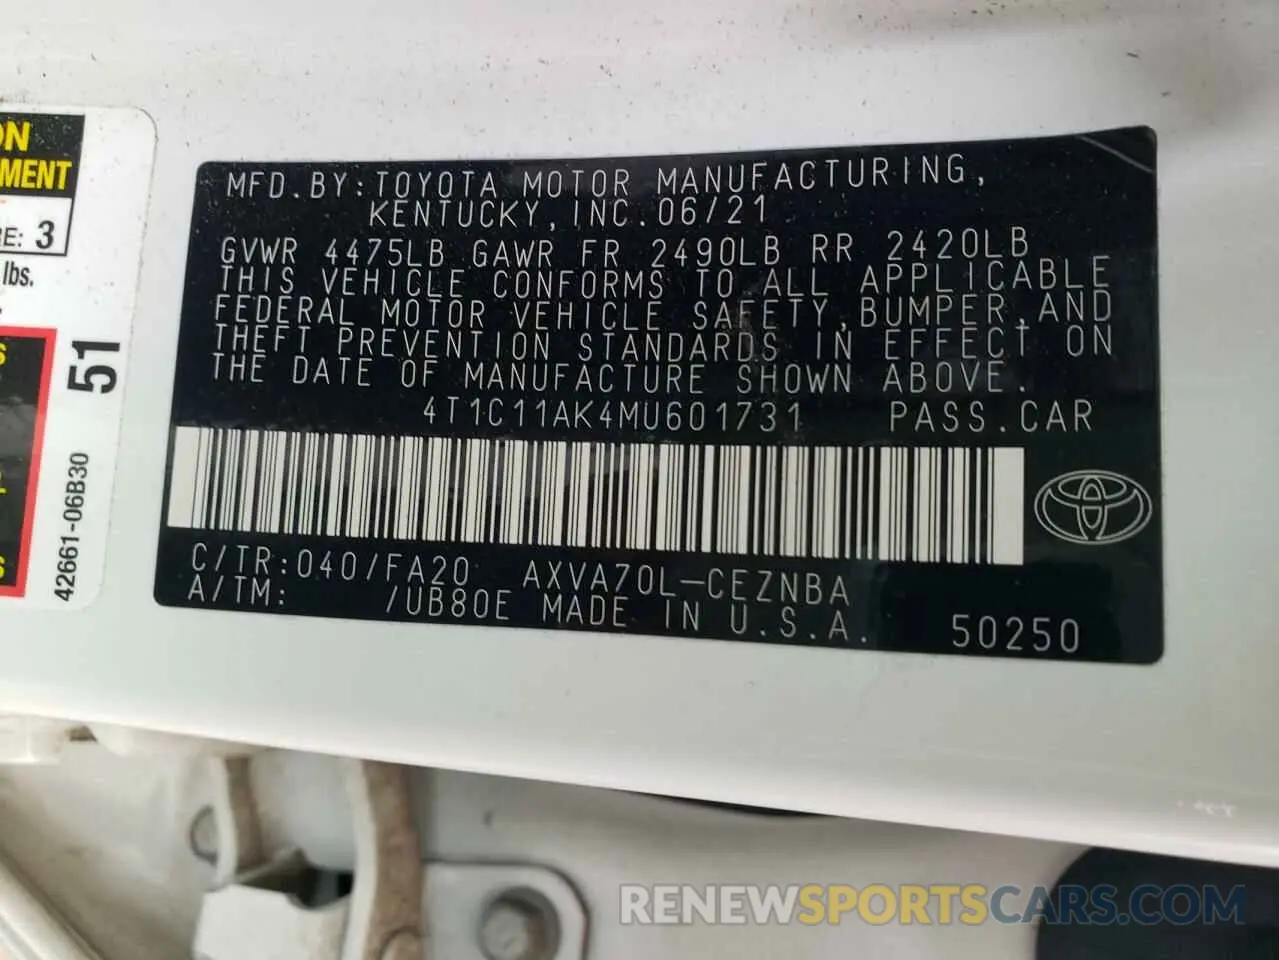 ON
MENT
RE: 3
lbs.
51
42661-06B30
MFD.BY:TOYOTA MOTOR MANUFACTURING,
KENTUCKY, INC. 06/21
GVWR 4475LB GAWR FR 2490LB RR 2420LB
THIS VEHICLE CONFORMS TO ALL APPLICABLE
FEDERAL MOTOR VEHICLE SAFETY,BUMPER,AND
THEFT PREVENTION STANDARDS IN EFFECT ON
THE DATE OF MANUFACTURE SHOWN ABOVE.
4T1C11AK4MU601731 PASS.CAR
C/TR:040/FA20 AXVA70L-CEZNBA
A/TM: /UB80E MADE IN U.S.A. 50250
RENEWSPORTSCARS.COM